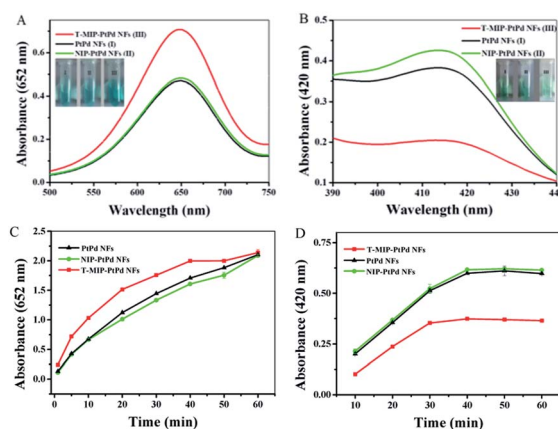 A
T-MIP-PtPd NFs (III)
PtPd NFs (I)
NIP-PtPd NFs (II)
Absorbance (652 nm)
0.6
0.4
0.2
0.0
500 550 600 650 700 750
Wavelength (nm)
B
T-MIP-PtPd NFs (III)
PtPd NFs (I)
NIP-PtPd NFs (II)
Absorbance (420 nm)
0.5
0.4
0.3
0.2
0.1
390 400 410 420 430 440
Wavelength (nm)
C
PtPd NFs
NIP-PtPd NFs
T-MIP-PtPd NFs
Absorbance (652 nm)
2.5
2.0
1.5
1.0
0.5
0.0
0 10 20 30 40 50 60
Time (min)
D
T-MIP-PtPd NFs
PtPd NFs
NIP-PtPd NFs
Absorbance (420 nm)
0.75
0.50
0.25
0.00
10 20 30 40 50 60
Time (min)